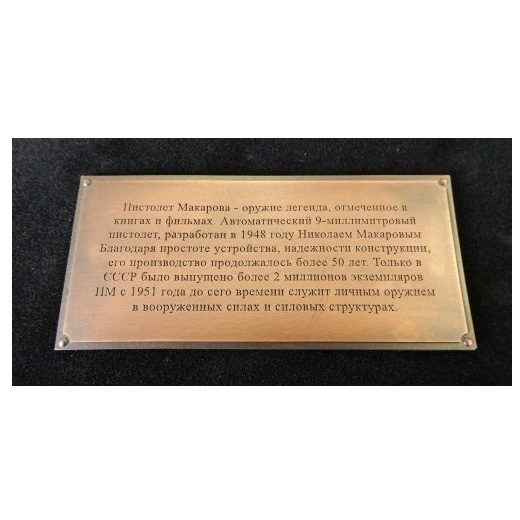 Пистолет Макарова - оружие легенда, отмеченное в
книгах и фильмах. Автоматический 9-миллимитровый
пистолет, разработан в 1948 году Николаем Макаровым
Благодаря простоте устройства, надежности конструкции,
его производство продолжалось более 50 лет. Только в
СССР было выпущено более 2 миллионов экземпляров
ПМ с 1951 года до сего времени служит личным оружием
в вооруженных силах и силовых структурах.